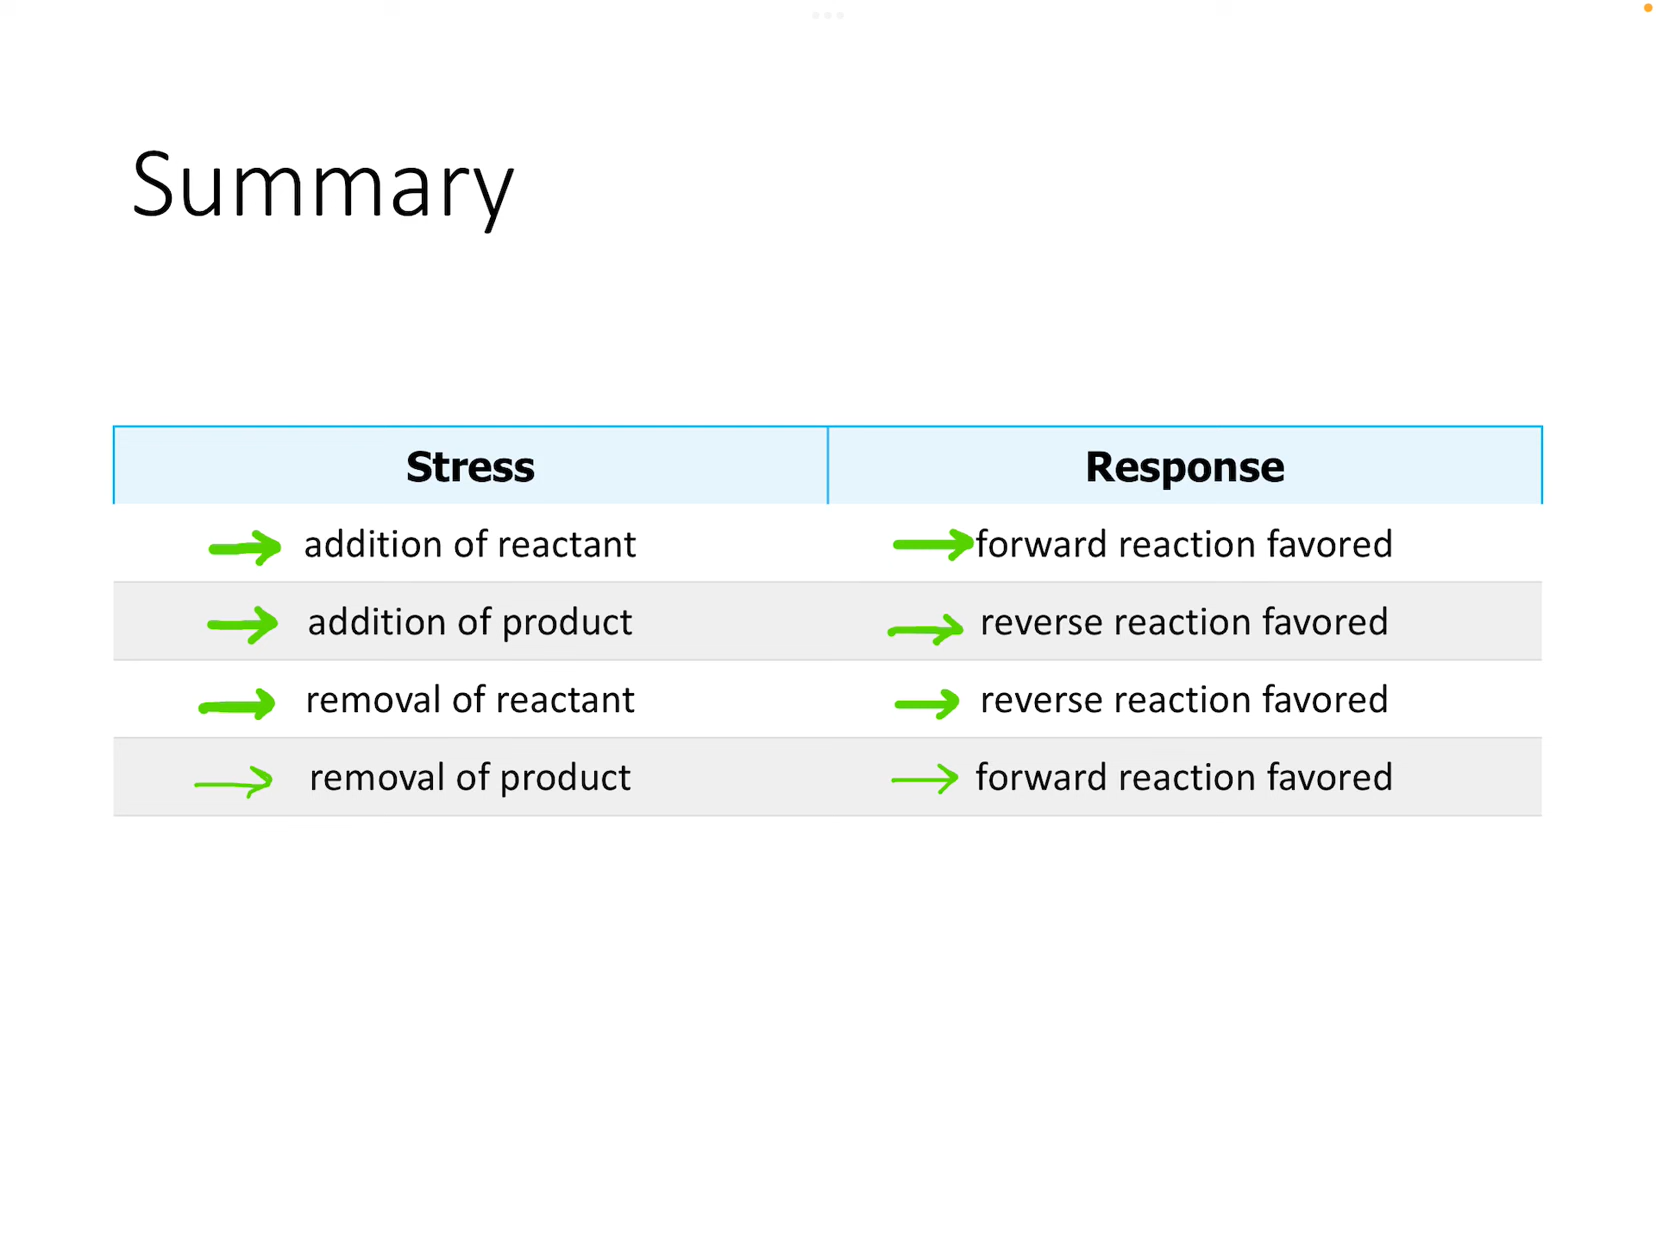 Summary
Stress Response
addition of reactant forward reaction favored
addition of product reverse reaction favored
removal of reactant reverse reaction favored
removal of product forward reaction favored